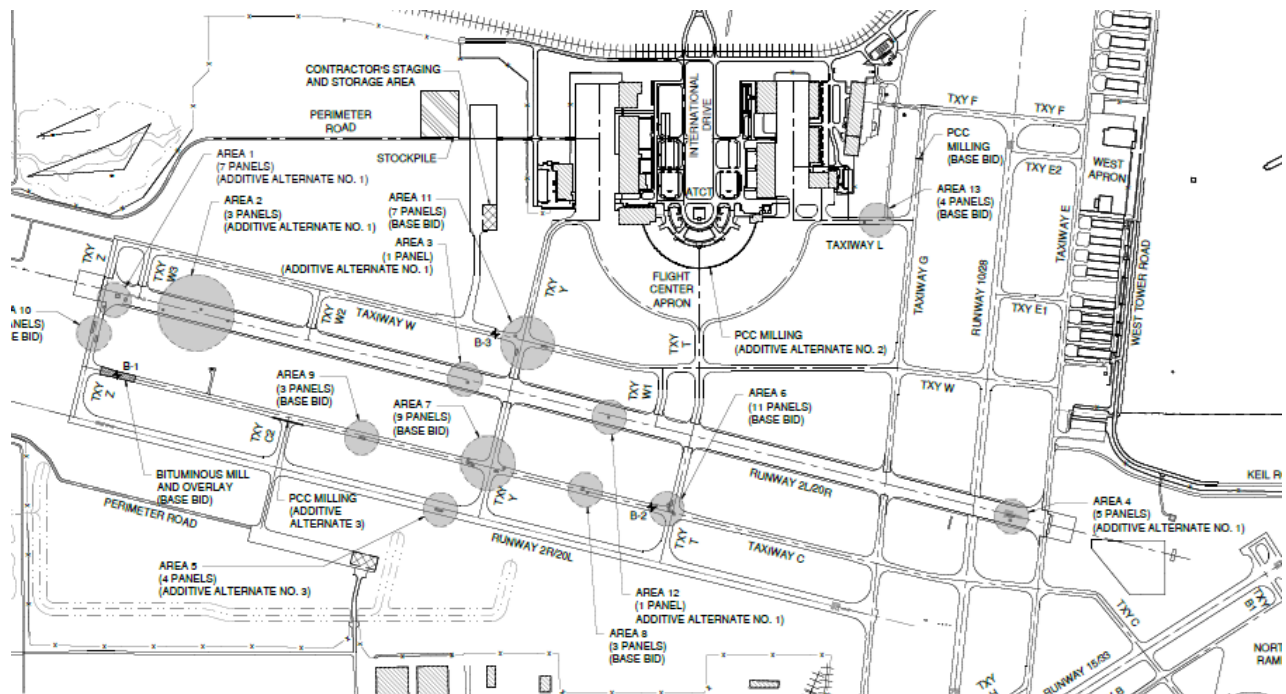 CONTRACTOR'S STAGING
AND STORAGE AREA
PERIMETER
ROAD
STOCKPILE
INTERNATIONAL
DRIVE
ATCT
FLIGHT
CENTER
APRON
TXY F
TXY F
PCC
MILLING
(BASE BID)
TXY E2
WEST
APRON
TAXIWAY E
WEST TOWER ROAD
AREA 1
(7 PANELS)
(ADDITIVE ALTERNATE NO. 1)
AREA 2
(3 PANELS)
(ADDITIVE ALTERNATE NO. 1)
AREA 11
(7 PANELS)
(BASE BID)
AREA 3
(1 PANEL)
(ADDITIVE ALTERNATE NO. 1)
AREA 13
(4 PANELS)
(BASE BID)
TAXIWAY L
TAXIWAY G
RUNWAY 10/28
TXY E1
TXY
Z
TXY
W3
TXY
W2
TAXIWAY W
TXY
Y
B-3
TXY
T
PCC MILLING
(ADDITIVE ALTERNATE NO. 2)
A 10
ANELS)
E BID)
B-1
TXY
Z
AREA 9
(3 PANELS)
(BASE BID)
AREA 7
(9 PANELS)
(BASE BID)
TXY
W1
AREA 6
(11 PANELS)
(BASE BID)
TXY W
TXY
C2
TXY
Y
BITUMINOUS MILL
AND OVERLAY
(BASE BID)
PCC MILLING
(ADDITIVE
ALTERNATE 3)
PERIMETER ROAD
RUNWAY 2L/20R
KEIL R
AREA 4
(5 PANELS)
(ADDITIVE ALTERNATE NO. 1)
B-2
TXY
T
TAXIWAY C
RUNWAY 2R/20L
AREA 5
(4 PANELS)
(ADDITIVE ALTERNATE NO. 3)
AREA 12
(1 PANEL)
ADDITIVE ALTERNATE NO. 1)
AREA 8
(3 PANELS)
(BASE BID)
TXY C
TXY
B1
RUNWAY 15/33
TXY
NORT
RAM